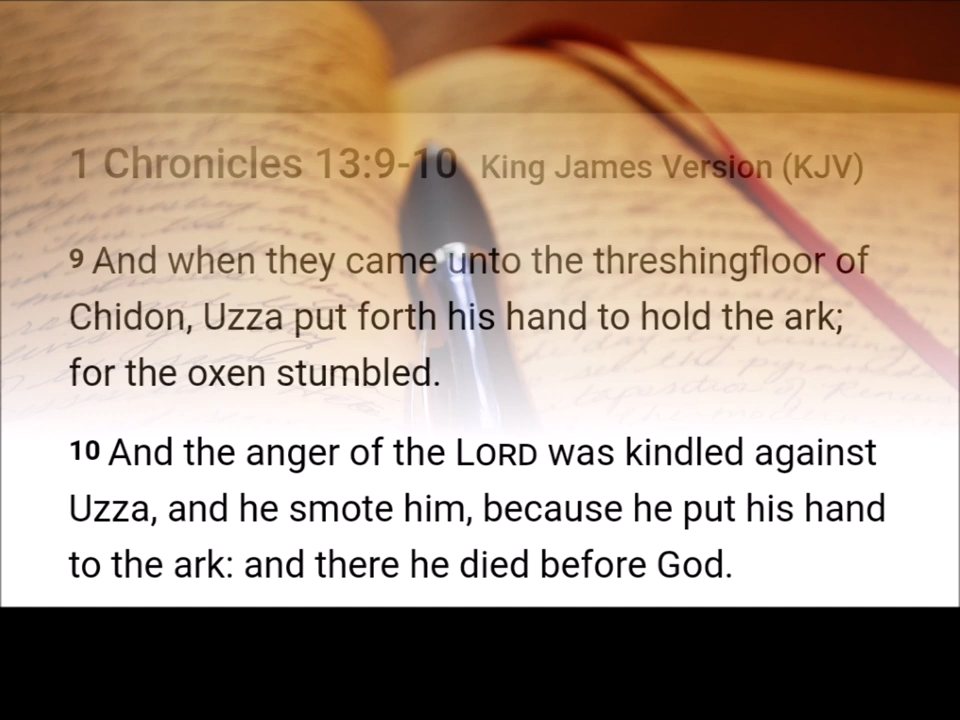 1 Chronicles 13:9-10 King James Version (KJV)
9 And when they came unto the threshingfloor of
Chidon, Uzza put forth his hand to hold the ark;
for the oxen stumbled.
10 And the anger of the LORD was kindled against
Uzza, and he smote him, because he put his hand
to the ark: and there he died before God.